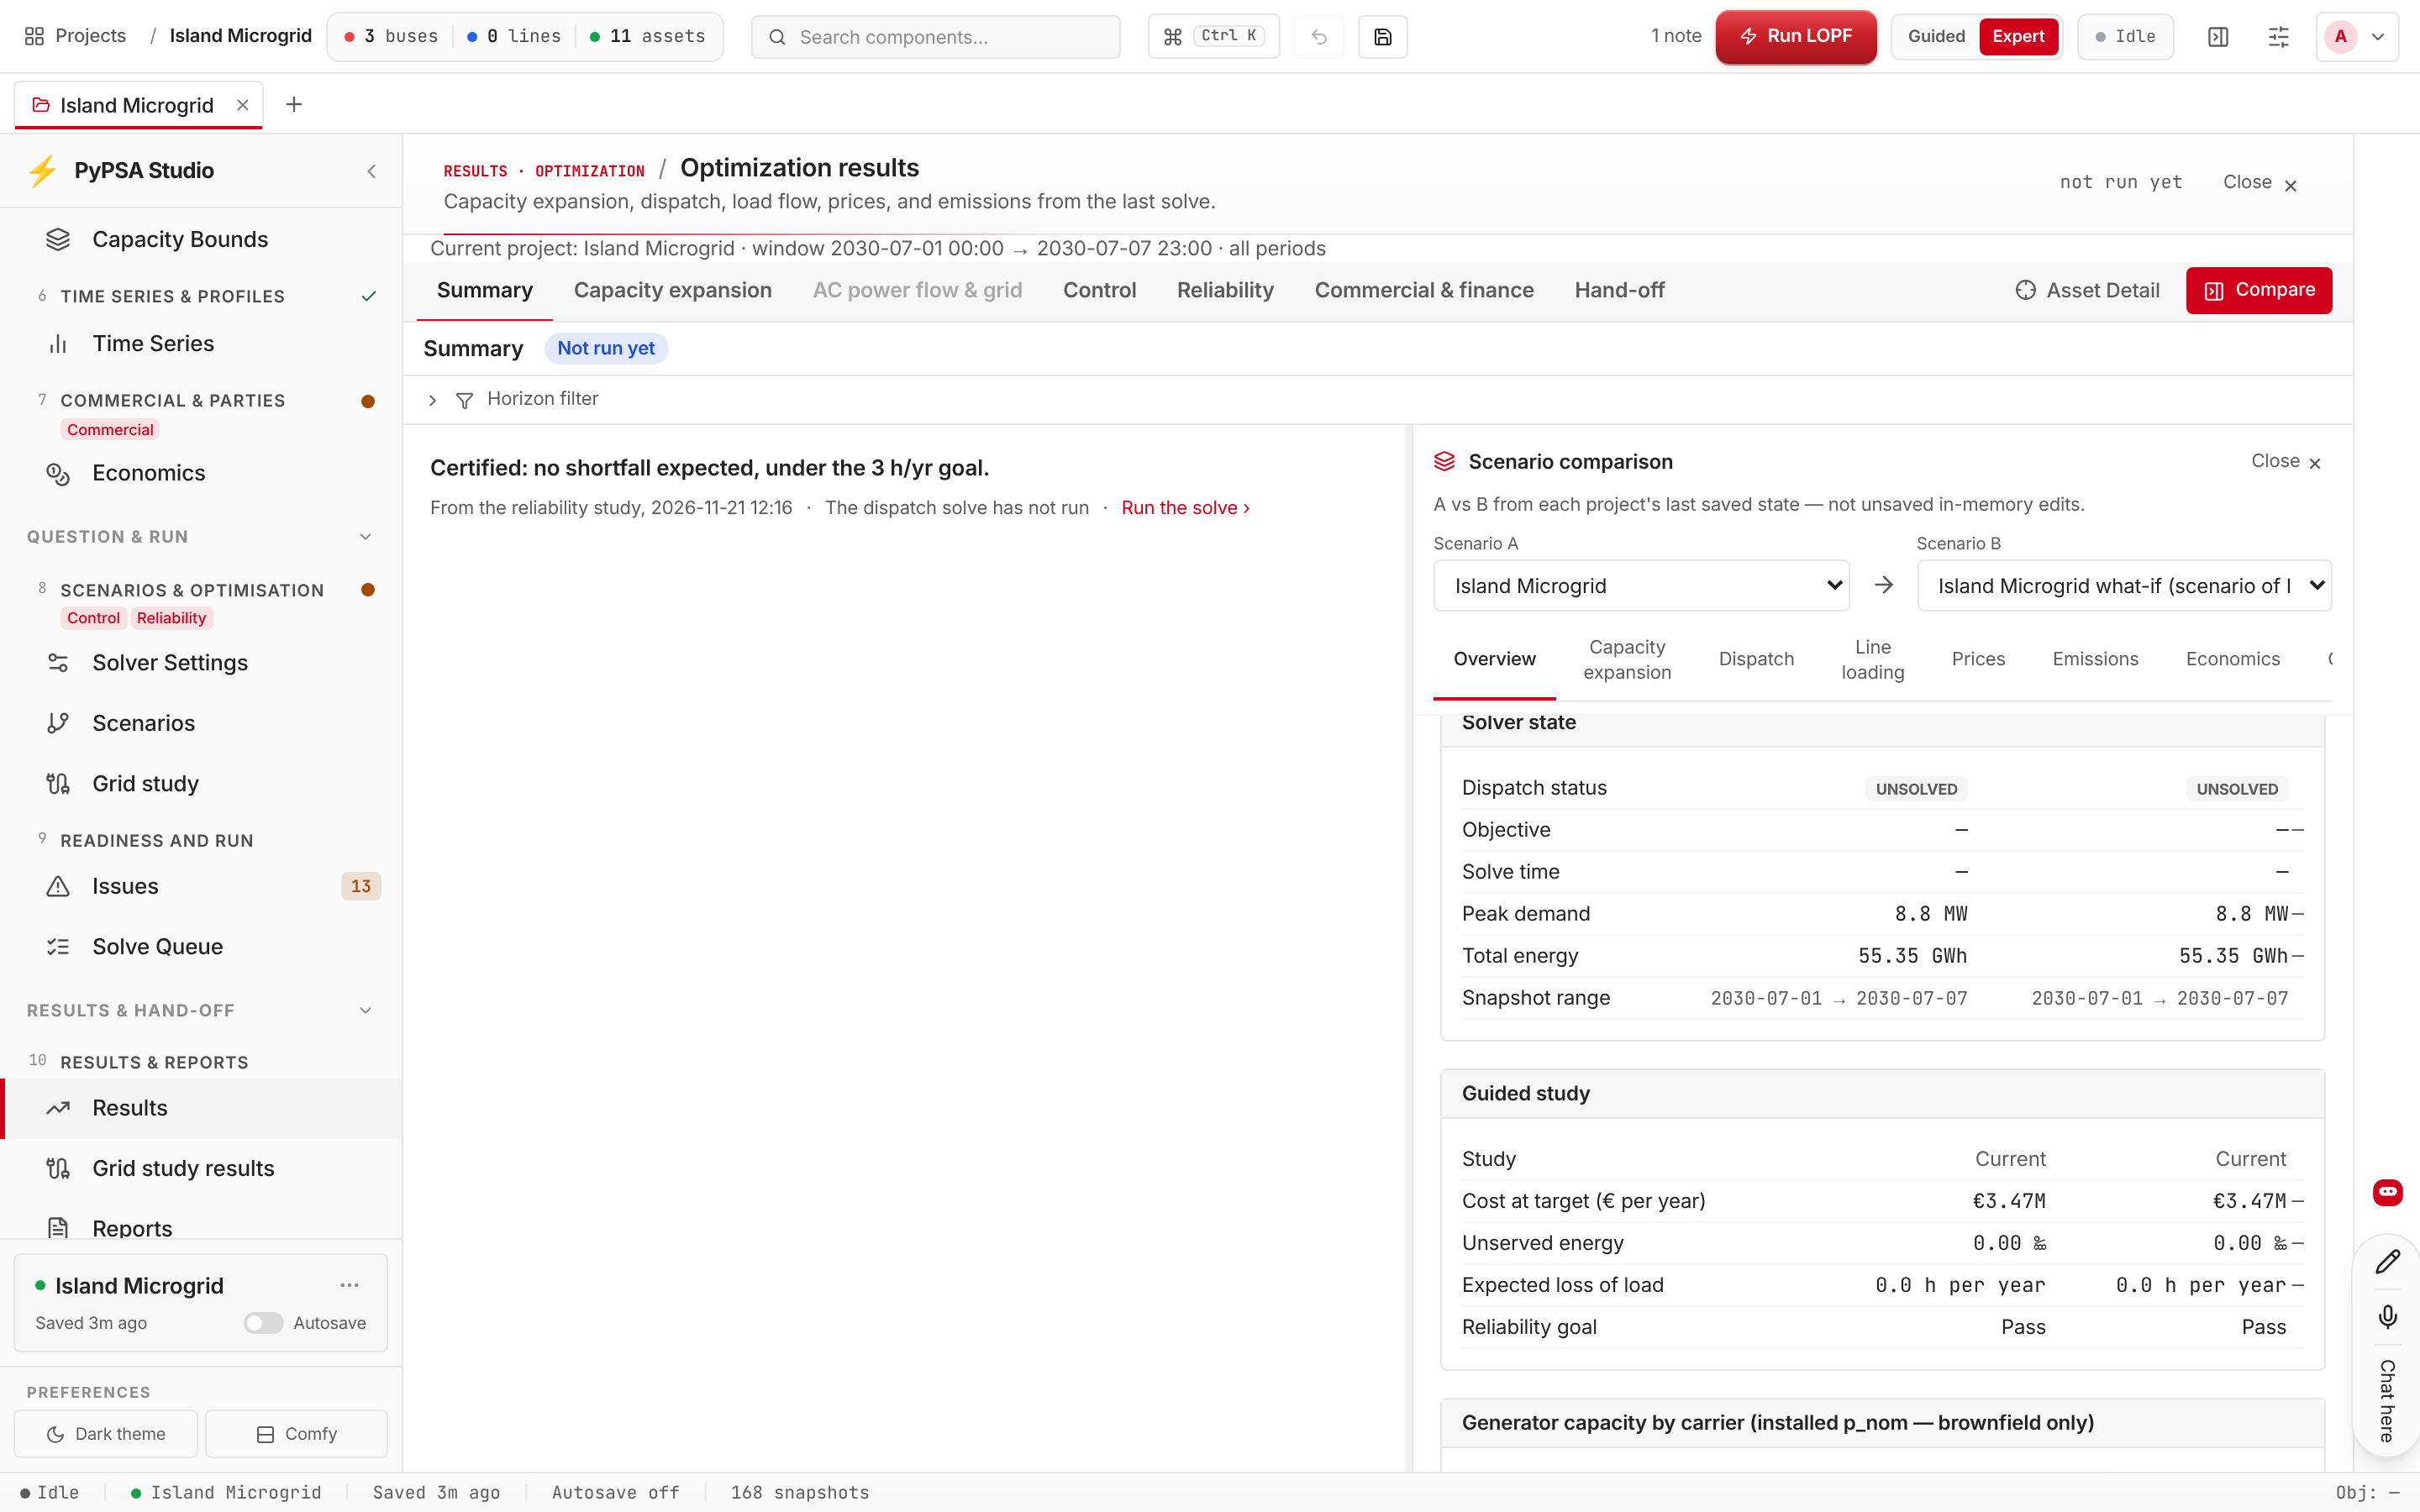 Projects / Island Microgrid 3 buses 0 lines 11 assets Search components... Ctrl K 1 note Run LOPF Guided Expert Idle A
Island Microgrid
PyPSA Studio
Capacity Bounds
6 TIME SERIES & PROFILES
Time Series
7 COMMERCIAL & PARTIES
Commercial
Economics
QUESTION & RUN
8 SCENARIOS & OPTIMISATION
Control Reliability
Solver Settings
Scenarios
Grid study
9 READINESS AND RUN
Issues 13
Solve Queue
RESULTS & HAND-OFF
10 RESULTS & REPORTS
Results
Grid study results
Reports
Island Microgrid
Saved 3m ago Autosave
PREFERENCES
Dark theme Comfy
RESULTS · OPTIMIZATION / Optimization results
Capacity expansion, dispatch, load flow, prices, and emissions from the last solve.
not run yet Close
Current project: Island Microgrid · window 2030-07-01 00:00 → 2030-07-07 23:00 · all periods
Summary Capacity expansion AC power flow & grid Control Reliability Commercial & finance Hand-off Asset Detail Compare
Summary Not run yet
Horizon filter
Certified: no shortfall expected, under the 3 h/yr goal.
From the reliability study, 2026-11-21 12:16 · The dispatch solve has not run · Run the solve ›
Scenario comparison Close
A vs B from each project's last saved state — not unsaved in-memory edits.
Scenario A Scenario B
Island Microgrid → Island Microgrid what-if (scenario of I
Overview Capacity expansion Dispatch Line loading Prices Emissions Economics
Solver state
Dispatch status UNSOLVED UNSOLVED
Objective — — —
Solve time — —
Peak demand 8.8 MW 8.8 MW —
Total energy 55.35 GWh 55.35 GWh —
Snapshot range 2030-07-01 → 2030-07-07 2030-07-01 → 2030-07-07
Guided study
Study Current Current
Cost at target (€ per year) €3.47M €3.47M —
Unserved energy 0.00 ‰ 0.00 ‰ —
Expected loss of load 0.0 h per year 0.0 h per year —
Reliability goal Pass Pass
Generator capacity by carrier (installed p_nom — brownfield only)
Chat here
Idle Island Microgrid Saved 3m ago Autosave off 168 snapshots Obj: —